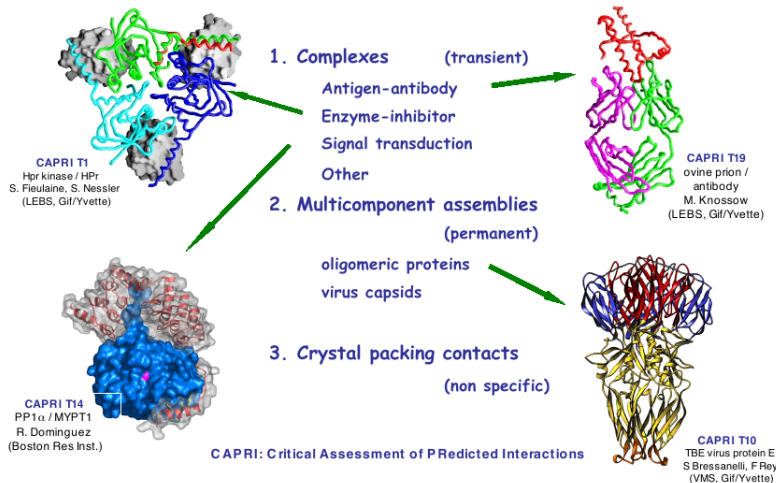 1. Complexes (transient)
Antigen-antibody
Enzyme-inhibitor
Signal transduction
Other
CAPRI T1
Hpr kinase / HPr
S. Fieulaine, S. Nessler
(LEBS, Gif/Yvette)
CAPRI T19
ovine prion /
antibody
M. Knossow
(LEBS, Gif/Yvette)
2. Multicomponent assemblies
(permanent)
oligomeric proteins
virus capsids
3. Crystal packing contacts
(non specific)
CAPRI T14
PP1α / MYPT1
R. Dominguez
(Boston Res Inst.)
CAPRI T10
TBE virus protein E
S Bressanelli, F Rey
(VMS, Gif/Yvette)
CAPRI: Critical Assessment of PRedicted Interactions